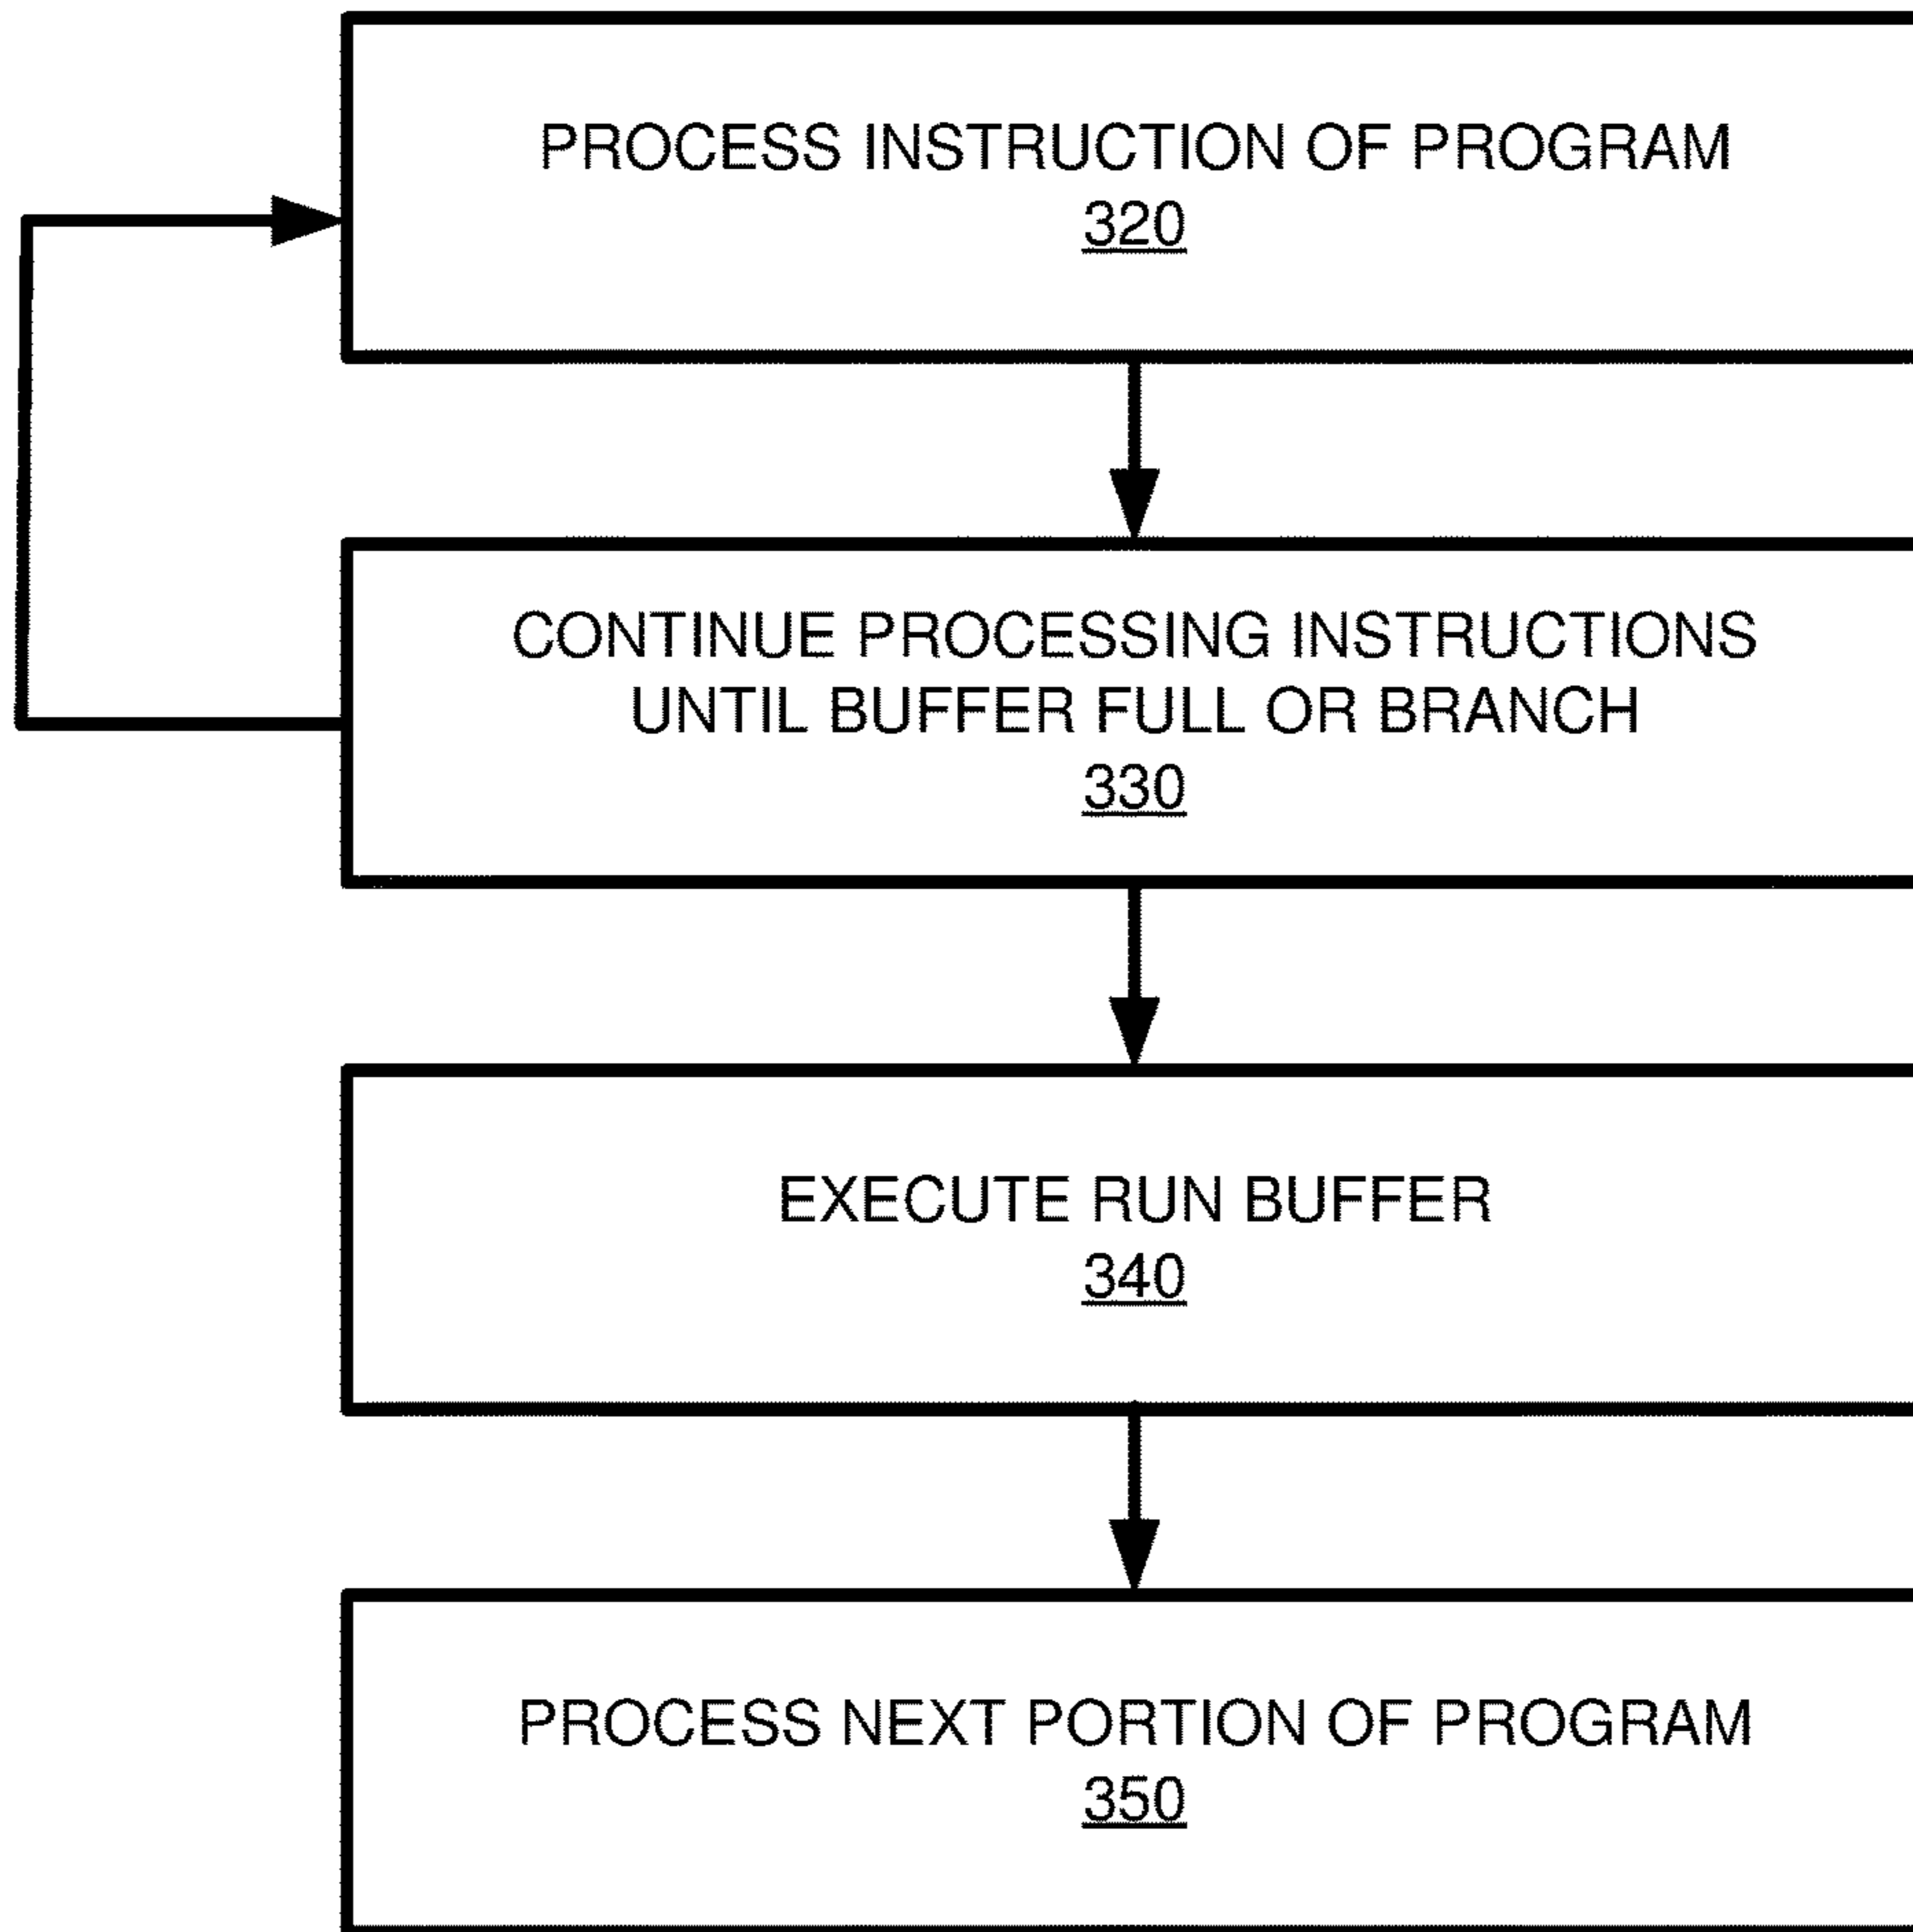 PROCESS INSTRUCTION OF PROGRAM
320
CONTINUE PROCESSING INSTRUCTIONS
UNTIL BUFFER FULL OR BRANCH
330
EXECUTE RUN BUFFER
340
PROCESS NEXT PORTION OF PROGRAM
350